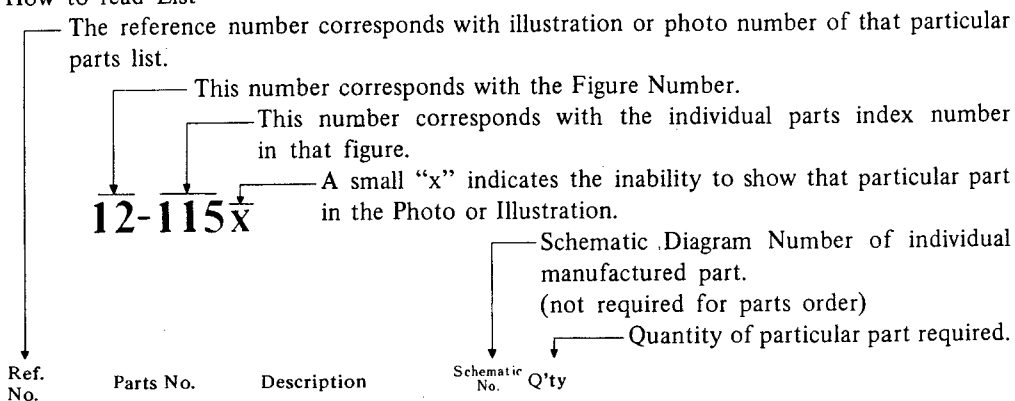 How to read List
The reference number corresponds with illustration or photo number of that particular
parts list.
This number corresponds with the Figure Number.
This number corresponds with the individual parts index number
in that figure.
A small “x” indicates the inability to show that particular part
in the Photo or Illustration.
12-115x
Schematic Diagram Number of individual
manufactured part.
(not required for parts order)
Quantity of particular part required.
Ref.
No.
Parts No.
Description
Schematic
No.
Q'ty